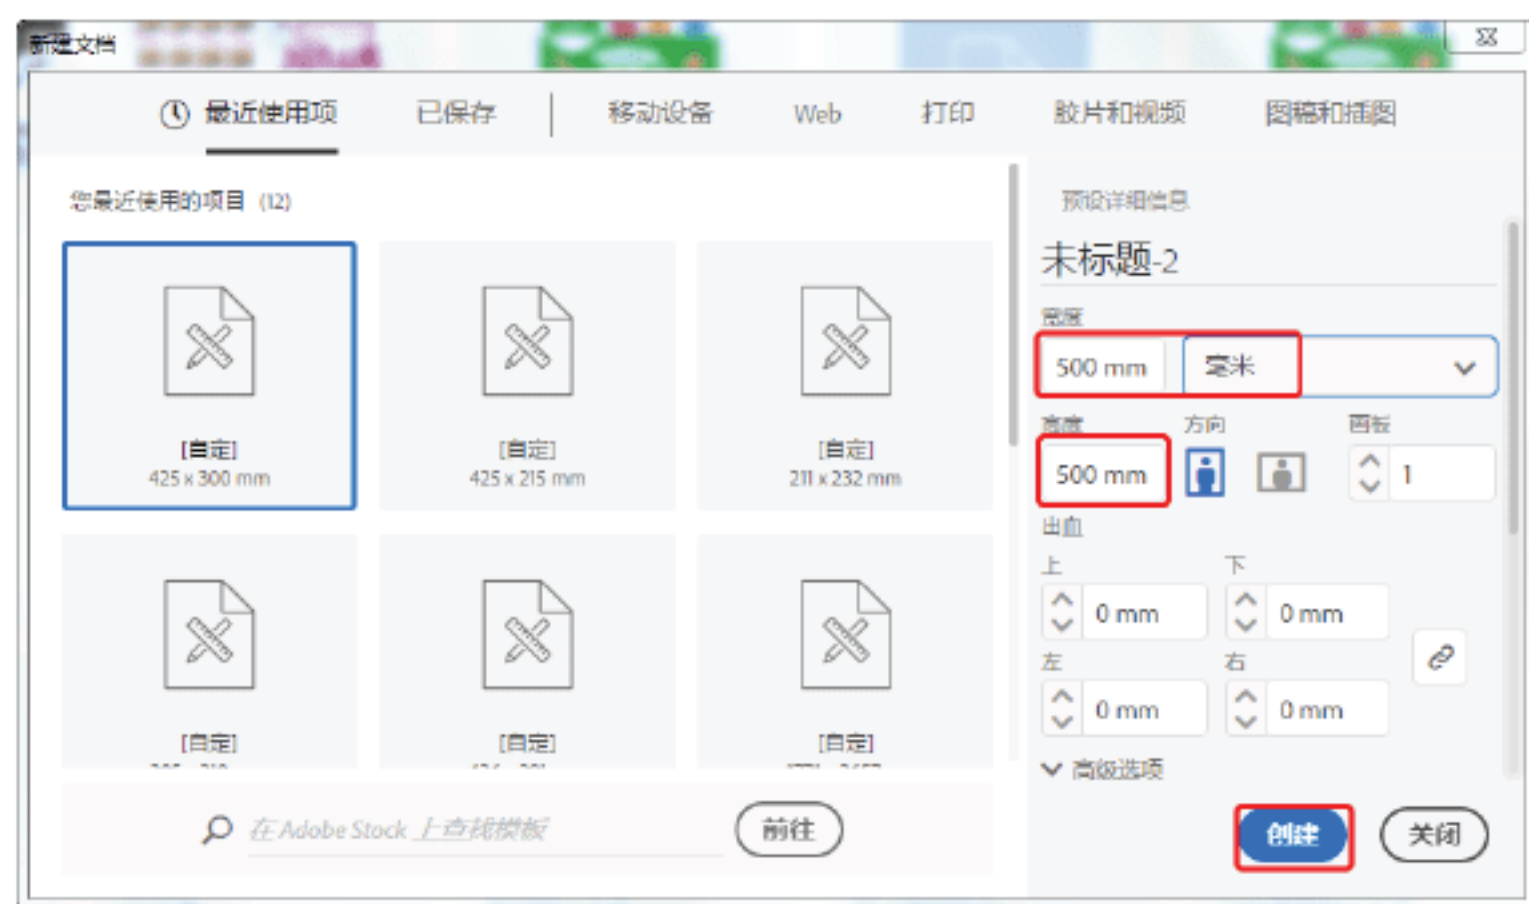 新建文档
最近使用项 已保存 移动设备 Web 打印 胶片和视频 图稿和插图
您最近使用的项目 (12)
[自定]
425 x 300 mm
[自定]
425 x 215 mm
[自定]
211 x 232 mm
[自定]
[自定]
[自定]
在 Adobe Stock 上查找模板
前往
预设详细信息
未标题-2
宽度
500 mm 毫米
高度 方向 画板
500 mm 1
出血
上 下
0 mm 0 mm
左 右
0 mm 0 mm
高级选项
创建 关闭